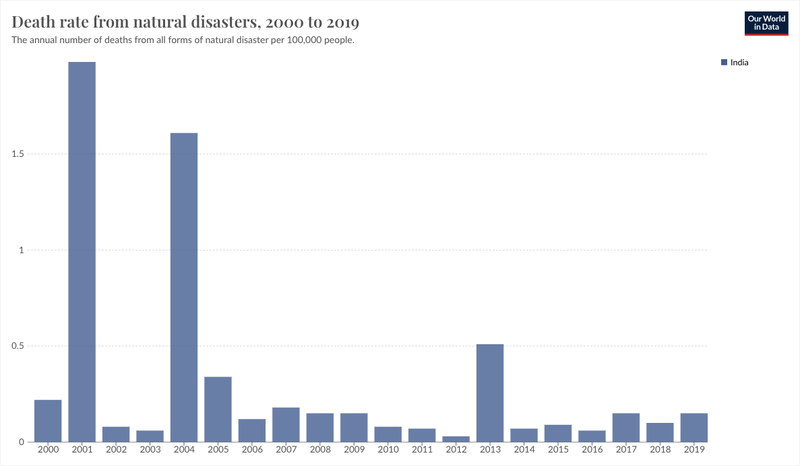 Death rate from natural disasters, 2000 to 2019
The annual number of deaths from all forms of natural disaster per 100,000 people.
Our World
in Data
India
1.5
1
0.5
0
2000 2001 2002 2003 2004 2005 2006 2007 2008 2009 2010 2011 2012 2013 2014 2015 2016 2017 2018 2019